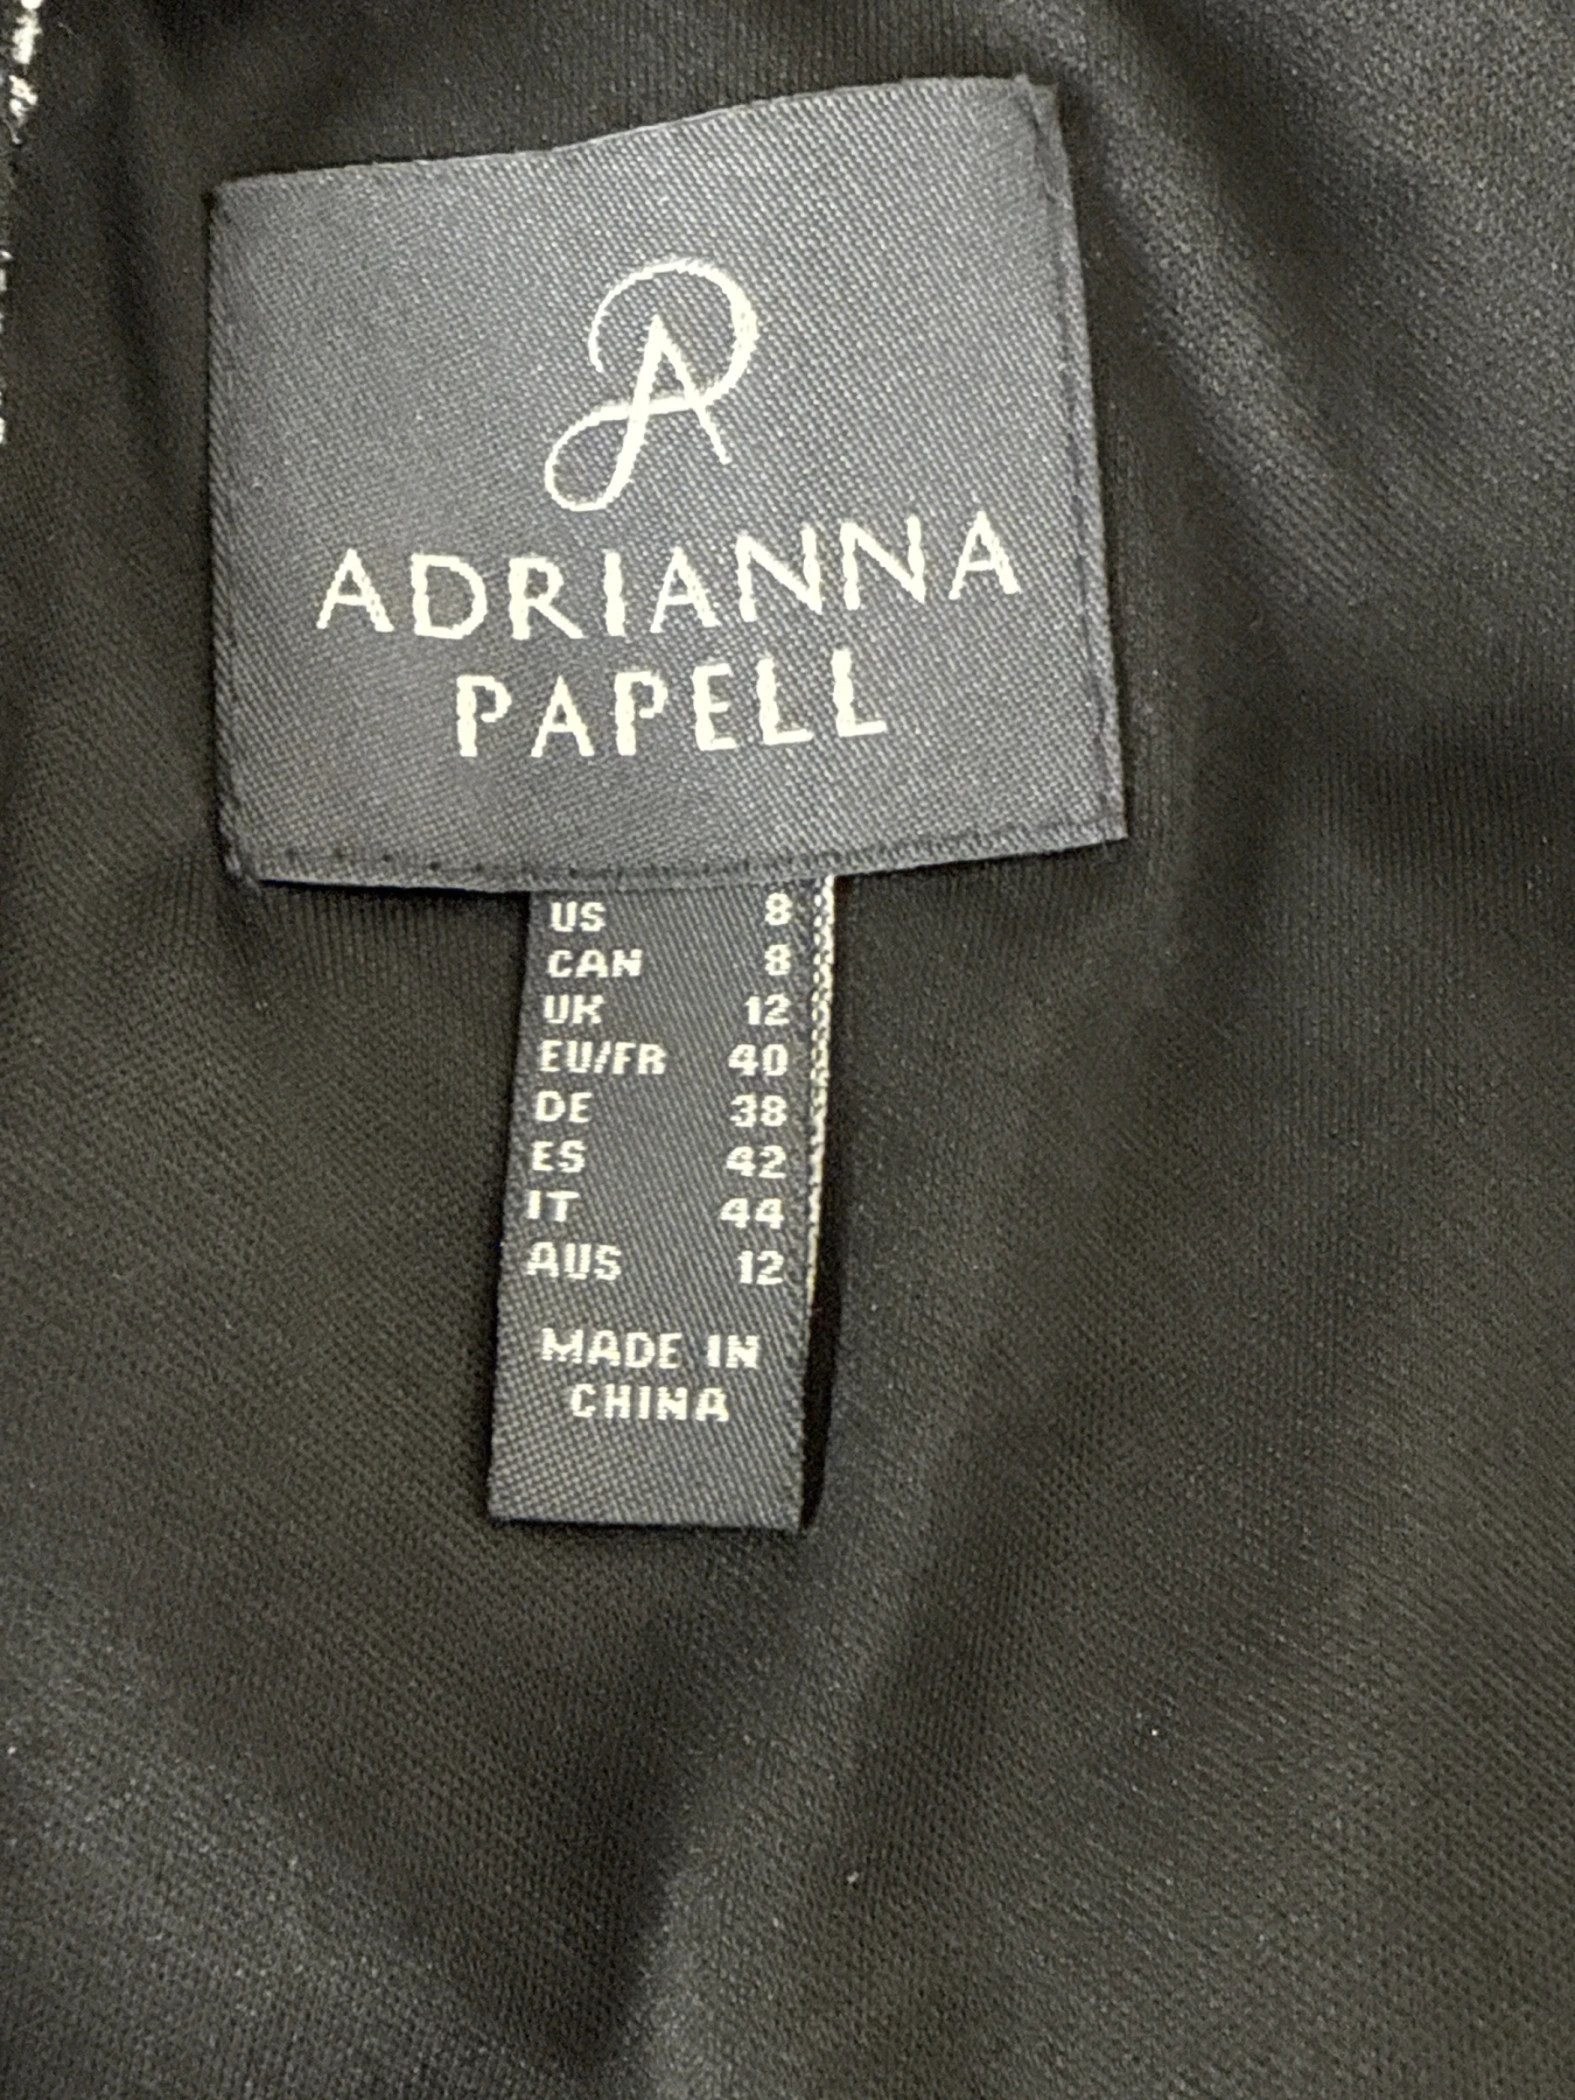 ADRIANNA
PAPELL
US 8
CAN 8
UK 12
EU/FR 40
DE 38
ES 42
IT 44
AUS 12
MADE IN
CHINA